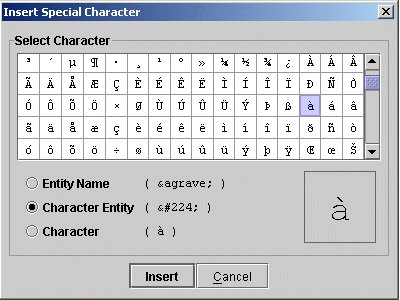 Insert Special Character
Select Character
³ ´ µ ¶ · ¸ ¹ º » ¼ ½ ¾ ¿ À Á Â
Ã Ä Å Æ Ç È É Ê Ë Ì Í Î Ï Ð Ñ Ò
Ó Ô Õ Ö × Ø Ù Ú Û Ü Ý Þ ß à á â
ã ä å æ ç è é ê ë ì í î ï ð ñ ò
ó ô õ ö ÷ ø ù ú û ü ý þ ÿ Œ œ Š
Entity Name ( &agrave; )
Character Entity ( &#224; )
Character ( à )
à
Insert Cancel